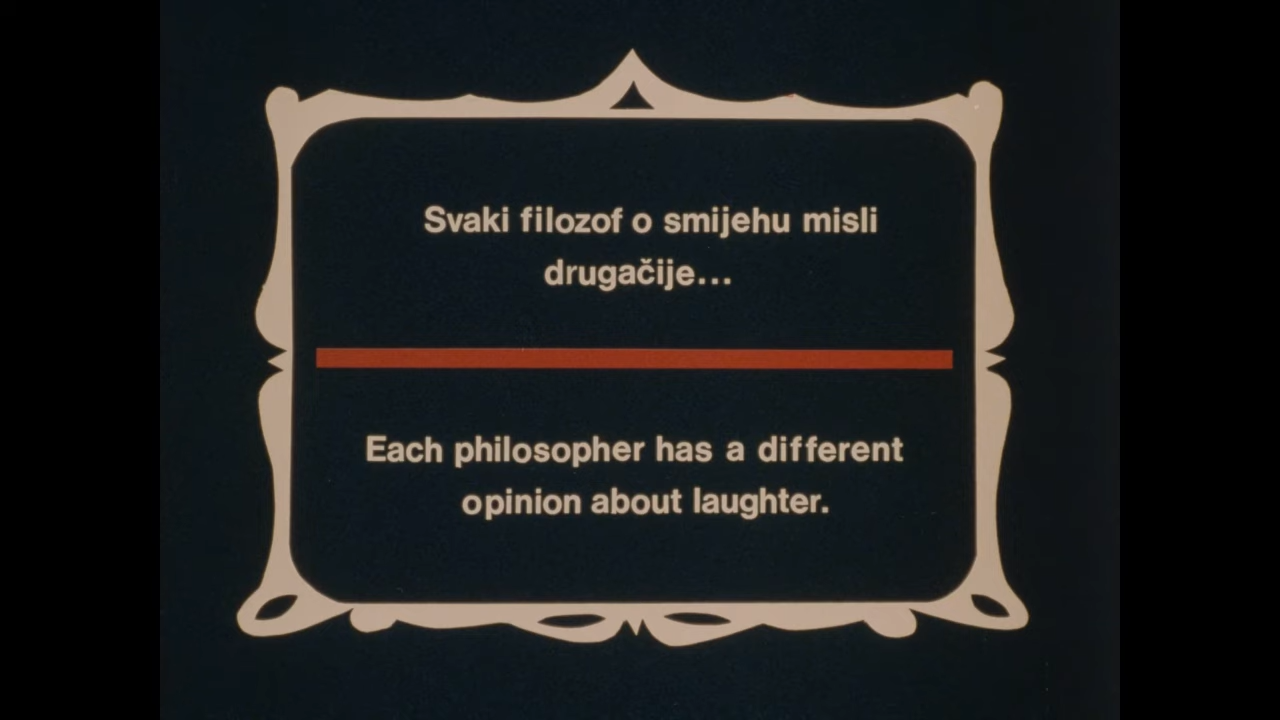 Svaki filozof o smijehu misli
drugačije...
Each philosopher has a different
opinion about laughter.